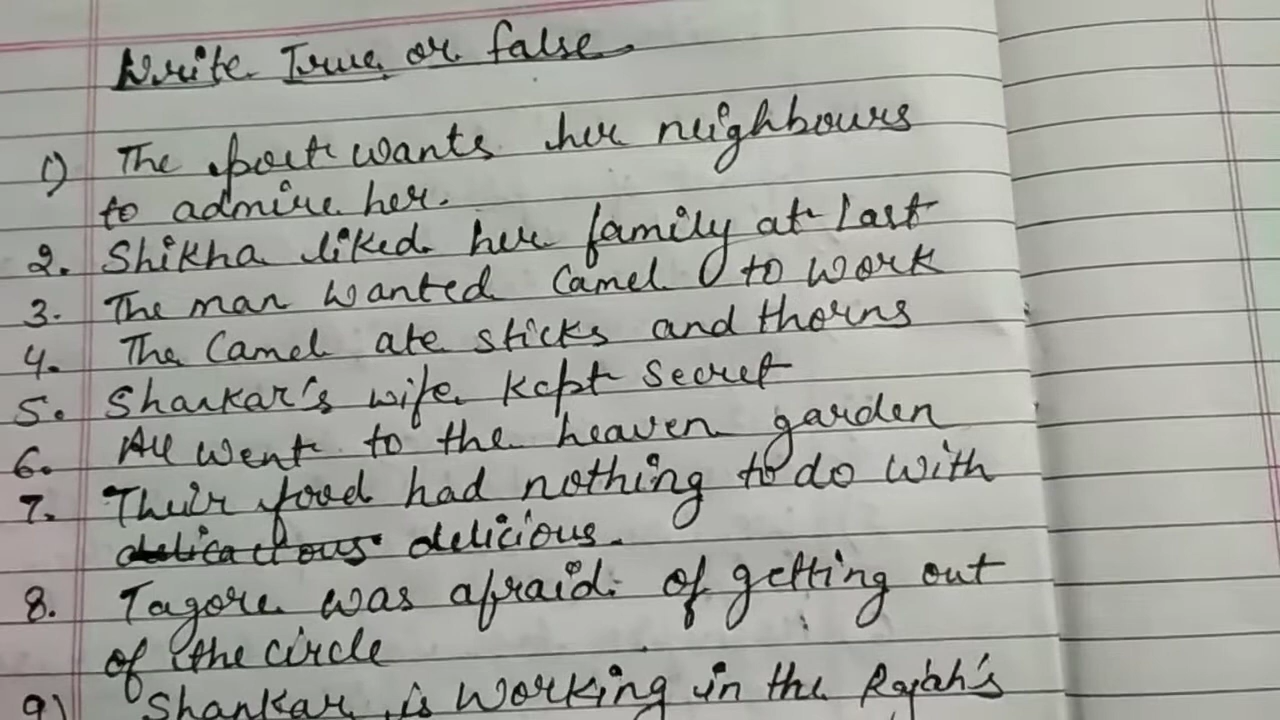 Write True or false
1) The poet wants her neighbours
to admire her.
2. Shikha liked her family at last
3. The man wanted Camel to work
4. The Camel ate sticks and thorns
5. Shankar's wife kept secret
6. All went to the heaven garden
7. Their food had nothing to do with
delicious.
8. Tagore was afraid of getting out
of the circle
9) Shankar is working in the Rajah's